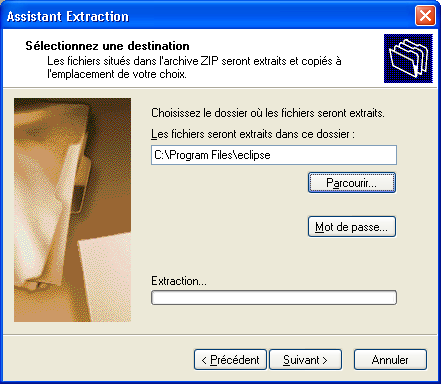 Assistant Extraction
Sélectionnez une destination
Les fichiers situés dans l'archive ZIP seront extraits et copiés à
l'emplacement de votre choix.
Choisissez le dossier où les fichiers seront extraits.
Les fichiers seront extraits dans ce dossier :
C:\Program Files\eclipse
Parcourir...
Mot de passe...
Extraction...
< Précédent
Suivant >
Annuler